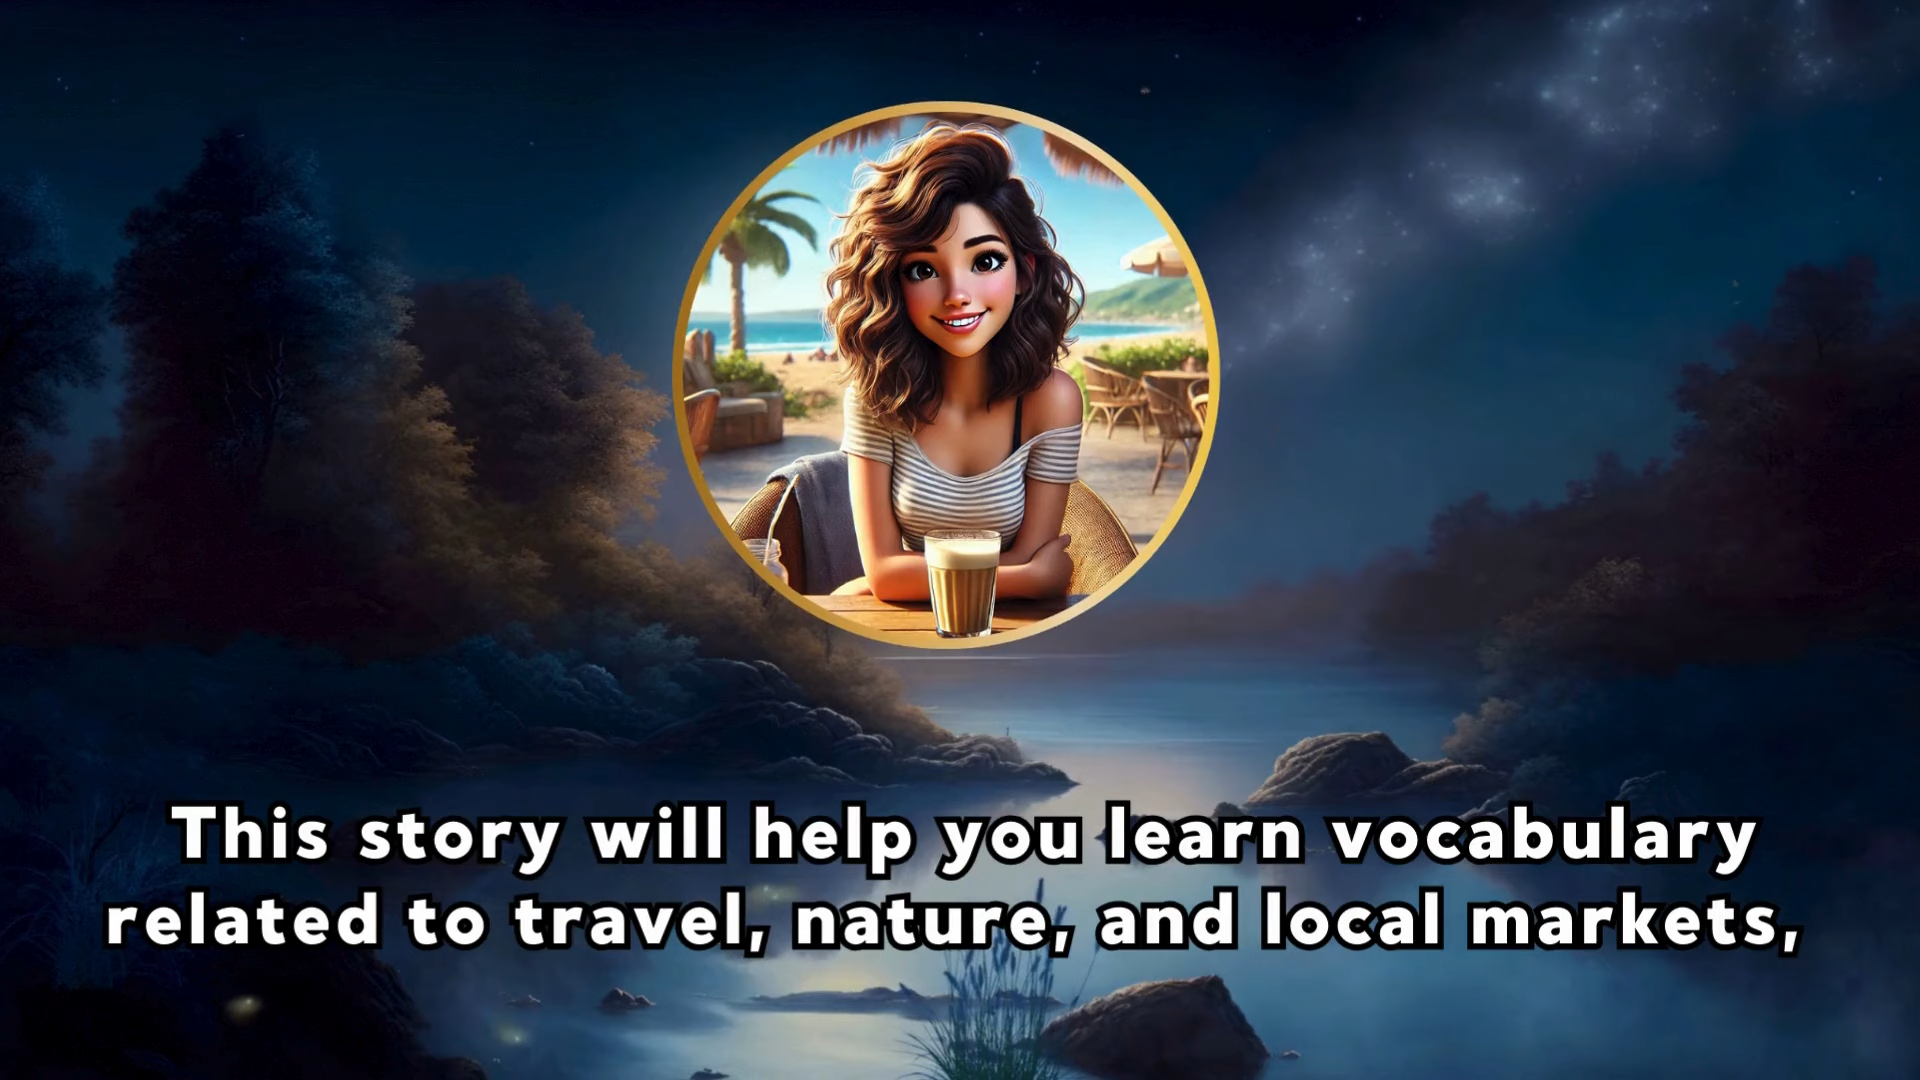 This story will help you learn vocabulary
related to travel, nature, and local markets,